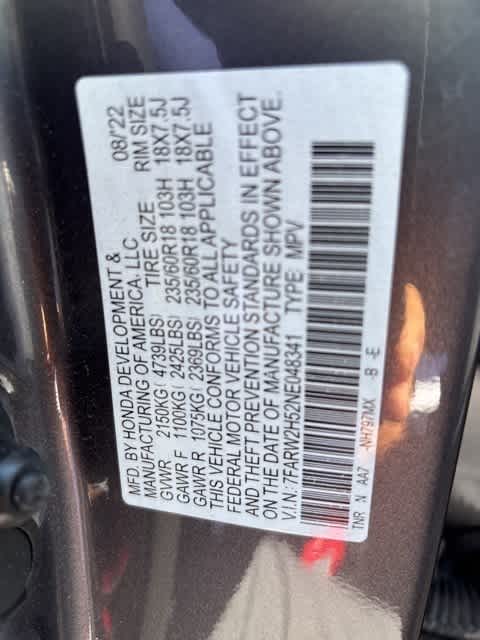 MFD. BY HONDA DEVELOPMENT & 08/'22
MANUFACTURING OF AMERICA, LLC
TIRE SIZE RIM SIZE
GVWR 2150KG( 4739LBS)
GAWR F 1100KG( 2425LBS) 235/60R18 103H 18X7.5J
GAWR R 1075KG( 2369LBS) 235/60R18 103H 18X7.5J
THIS VEHICLE CONFORMS TO ALL APPLICABLE
FEDERAL MOTOR VEHICLE SAFETY
AND THEFT PREVENTION STANDARDS IN EFFECT
ON THE DATE OF MANUFACTURE SHOWN ABOVE.
V.I.N: 7FARW2H52NE048341 TYPE: MPV
TNR N AA7 -NH797MX -B -E